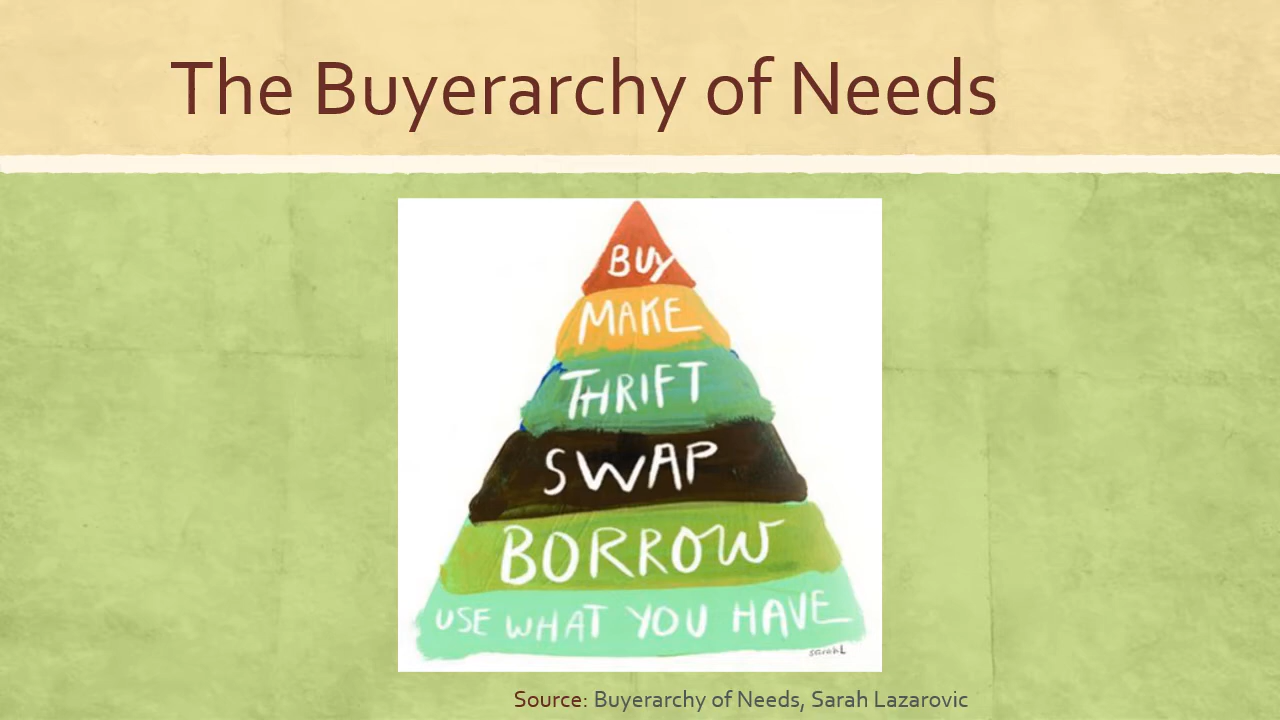 The Buyerarchy of Needs
BUY
MAKE
THRIFT
SWAP
BORROW
USE WHAT YOU HAVE
sarahL
Source: Buyerarchy of Needs, Sarah Lazarovic